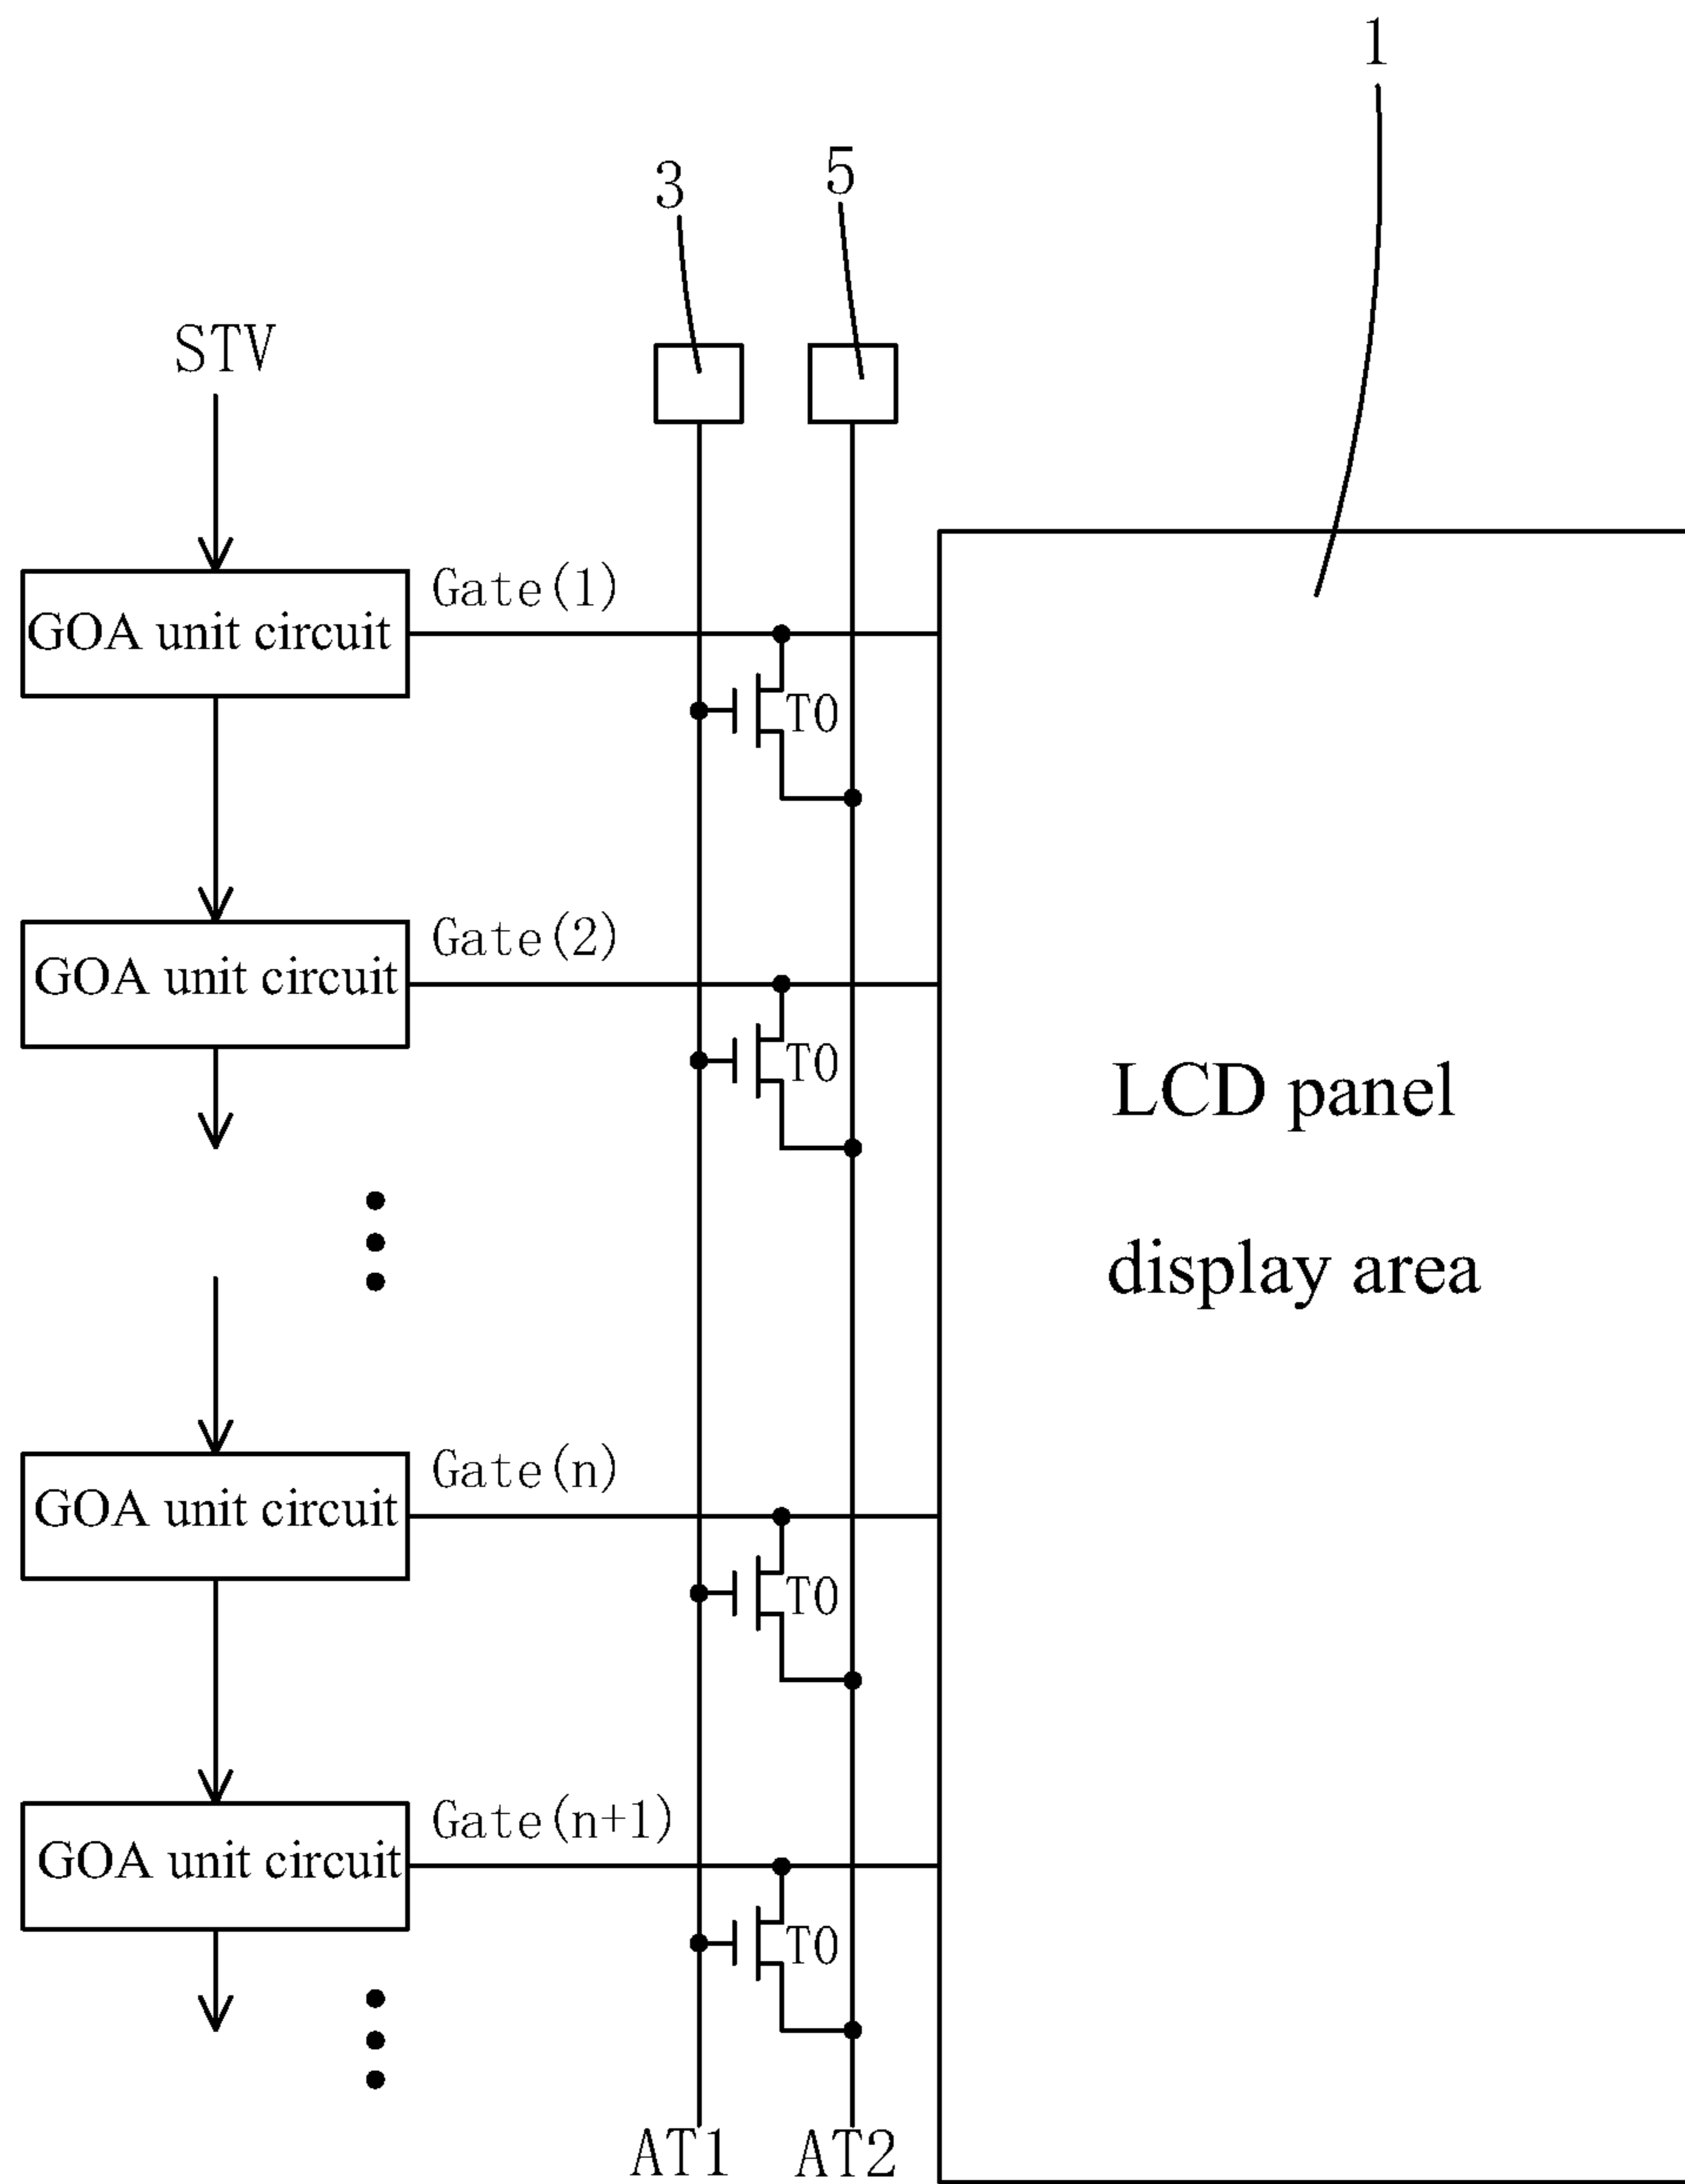 1
3
5
STV
Gate(1)
GOA unit circuit
T0
Gate(2)
GOA unit circuit
T0
LCD panel
display area
Gate(n)
GOA unit circuit
T0
Gate(n+1)
GOA unit circuit
T0
AT1
AT2